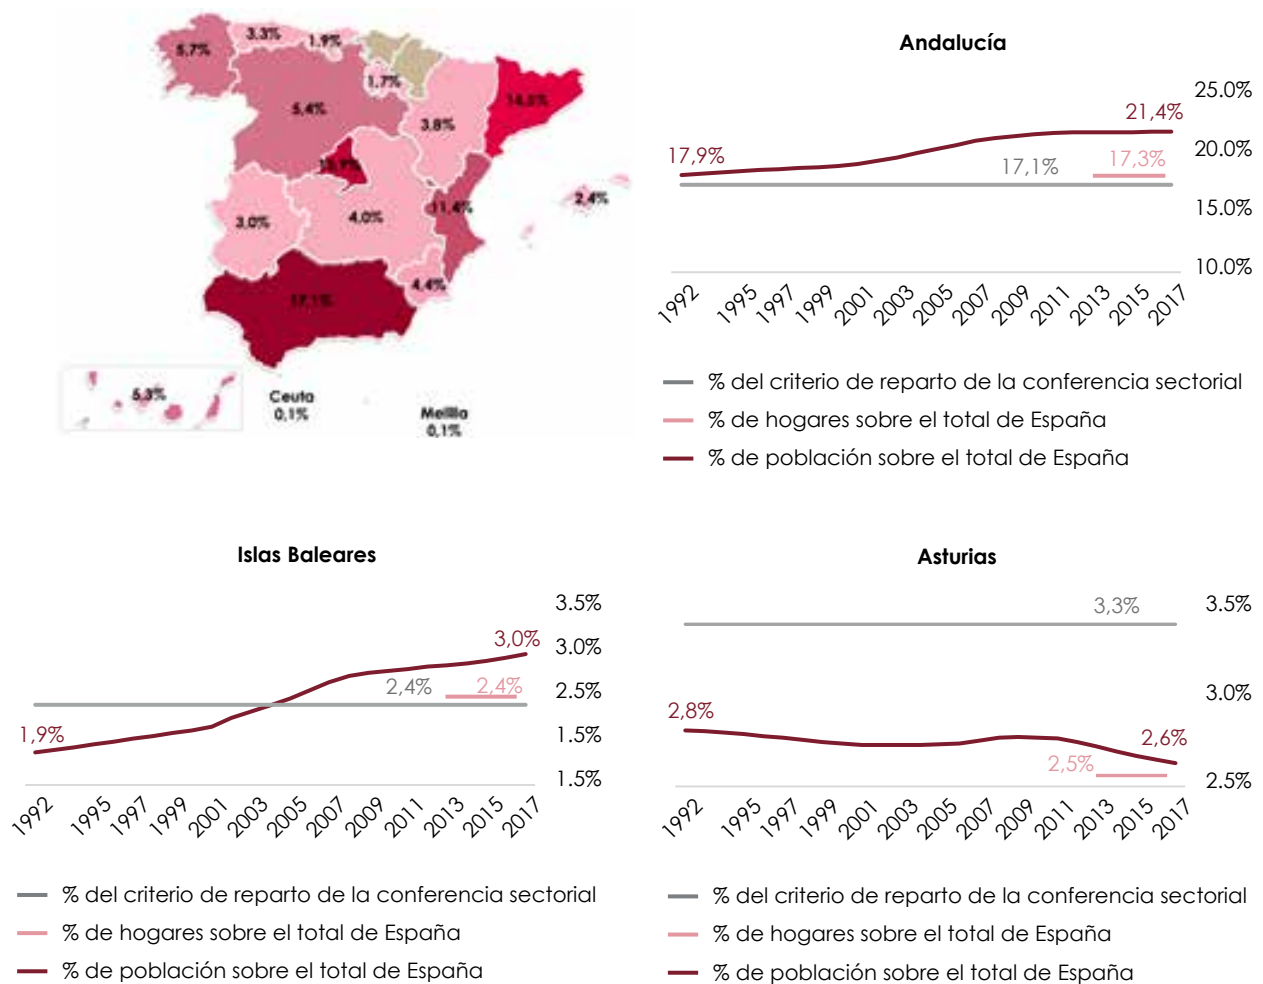 5,7%
3.3%
1.9%
1,7%
5,4%
3.8%
3.0%
4.0%
11,4%
2,4%
4,4%
17,1%
5,3%
Ceuta
0,1%
Melilla
0,1%
Andalucía
25.0%
20.0%
15.0%
10.0%
17,9%
21,4%
17,1%
17,3%
1992 1995 1997 1999 2001 2003 2005 2007 2009 2011 2013 2015 2017
% del criterio de reparto de la conferencia sectorial
% de hogares sobre el total de España
% de población sobre el total de España
Islas Baleares
3.5%
3.0%
2.5%
1.5%
1.5%
1,9%
3,0%
2,4%
2,4%
1992 1995 1997 1999 2001 2003 2005 2007 2009 2011 2013 2015 2017
% del criterio de reparto de la conferencia sectorial
% de hogares sobre el total de España
% de población sobre el total de España
Asturias
3.5%
3.0%
2.5%
3,3%
2,8%
2,6%
2,5%
1992 1995 1997 1999 2001 2003 2005 2007 2009 2011 2013 2015 2017
% del criterio de reparto de la conferencia sectorial
% de hogares sobre el total de España
% de población sobre el total de España